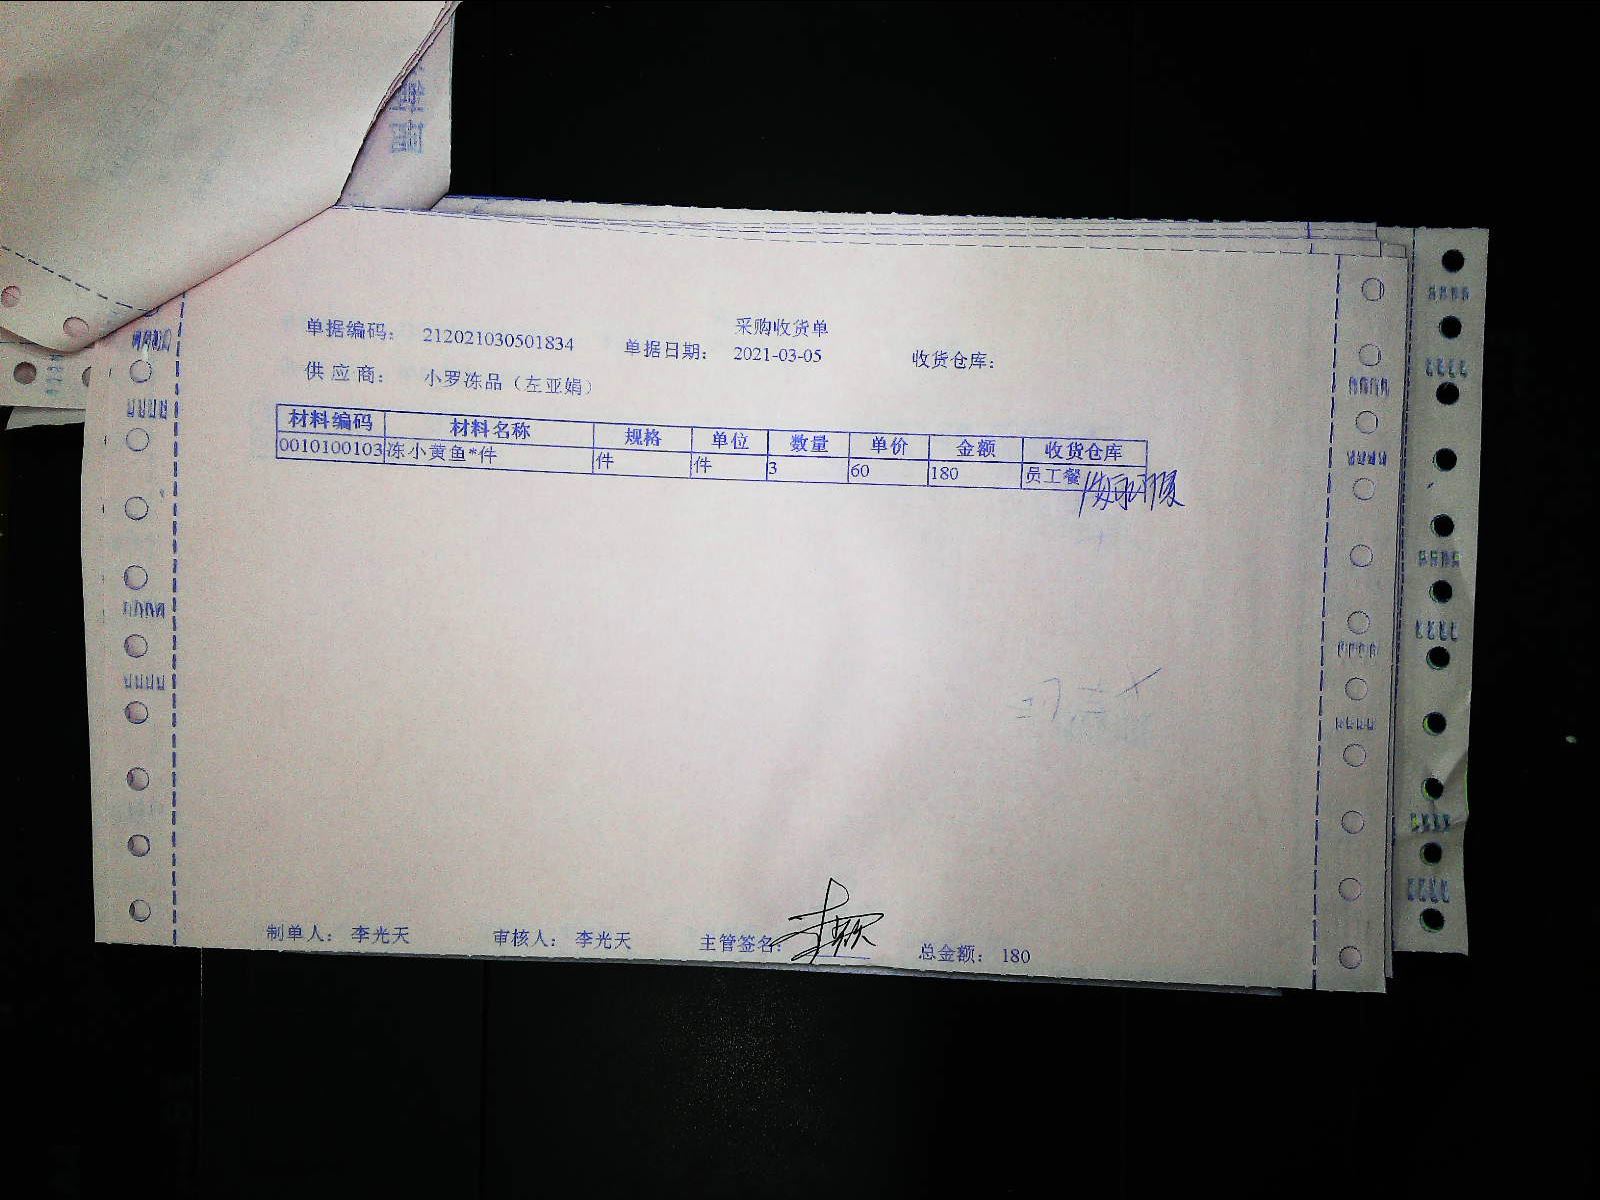 采购收货单
单据编码： 212021030501834 单据日期： 2021-03-05 收货仓库：
供 应 商： 小罗冻品（左亚娟）
材料编码 材料名称 规格 单位 数量 单价 金额 收货仓库
0010100103 冻小黄鱼*件 件 件 3 60 180 员工餐
制单人： 李光天 审核人： 李光天 主管签名： 总金额： 180